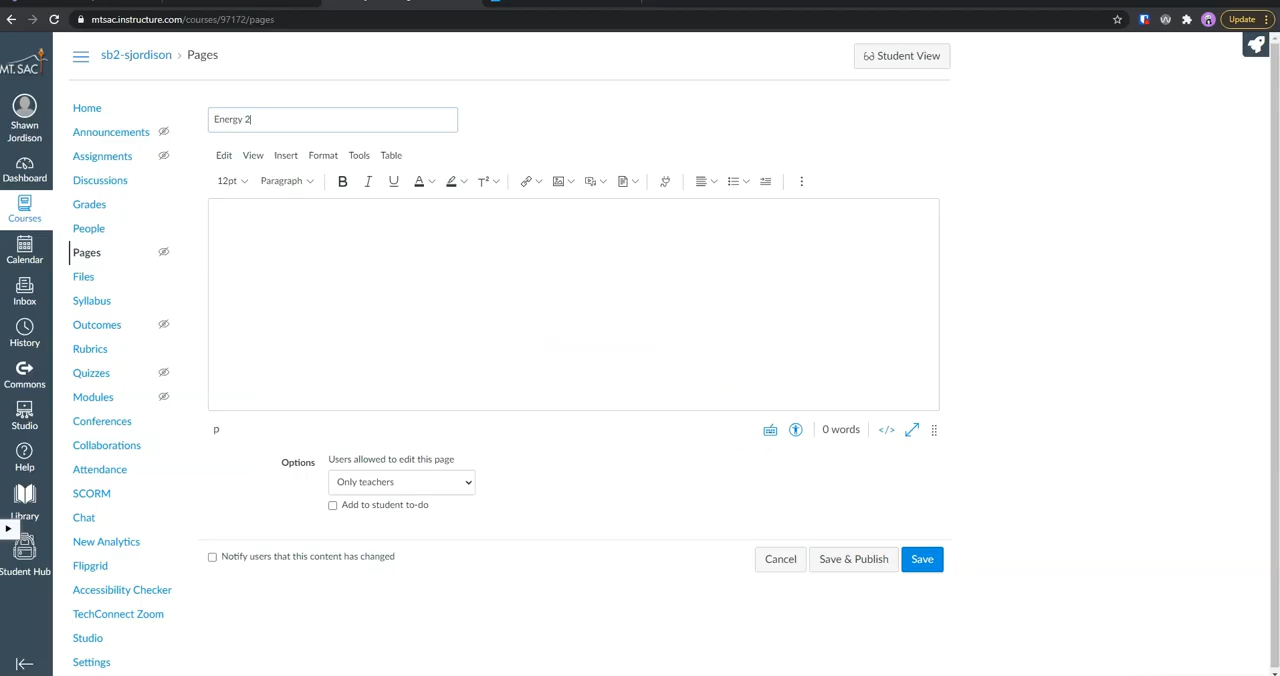 mtsac.instructure.com/courses/97172/pages
Update
MT. SAC
sb2-sjordison › Pages
Student View
Shawn
Jordison
Dashboard
Courses
Calendar
Inbox
History
Commons
Studio
Help
Library
Student Hub
Home
Announcements
Assignments
Discussions
Grades
People
Pages
Files
Syllabus
Outcomes
Rubrics
Quizzes
Modules
Conferences
Collaborations
Attendance
SCORM
Chat
New Analytics
Flipgrid
Accessibility Checker
TechConnect Zoom
Studio
Settings
Energy 2
Edit View Insert Format Tools Table
12pt Paragraph B I U A T²
p
0 words </>
Options
Users allowed to edit this page
Only teachers
Add to student to-do
Notify users that this content has changed
Cancel Save & Publish Save